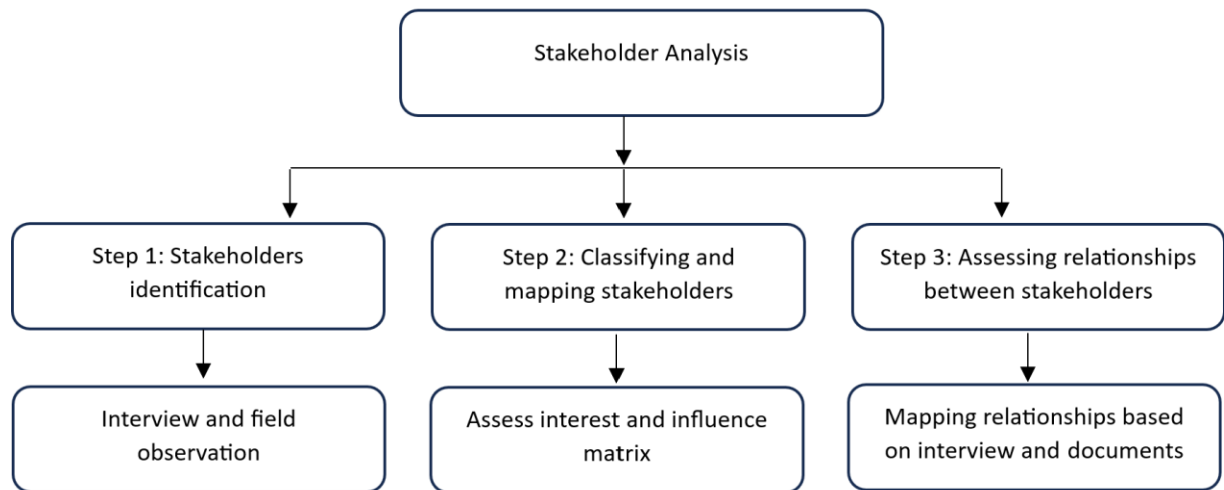 Stakeholder Analysis
Step 1: Stakeholders
identification
Step 2: Classifying and
mapping stakeholders
Step 3: Assessing relationships
between stakeholders
Interview and field
observation
Assess interest and influence
matrix
Mapping relationships based
on interview and documents